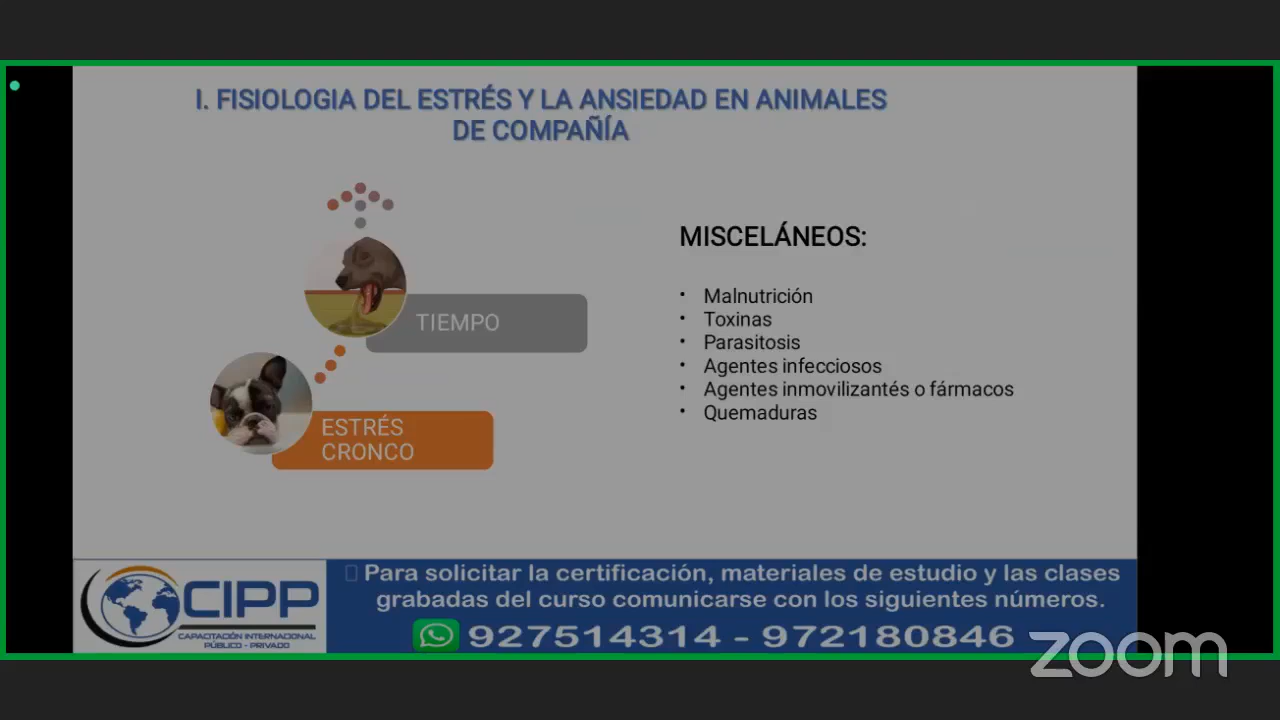 I. FISIOLOGIA DEL ESTRÉS Y LA ANSIEDAD EN ANIMALES
DE COMPAÑÍA
TIEMPO
ESTRÉS
CRONCO
MISCELÁNEOS:
• Malnutrición
• Toxinas
• Parasitosis
• Agentes infecciosos
• Agentes inmovilizantés o fármacos
• Quemaduras
CIPP
CAPACITACIÓN INTERNACIONAL
PÚBLICO - PRIVADO
Para solicitar la certificación, materiales de estudio y las clases
grabadas del curso comunicarse con los siguientes números.
927514314 - 972180846
zoom